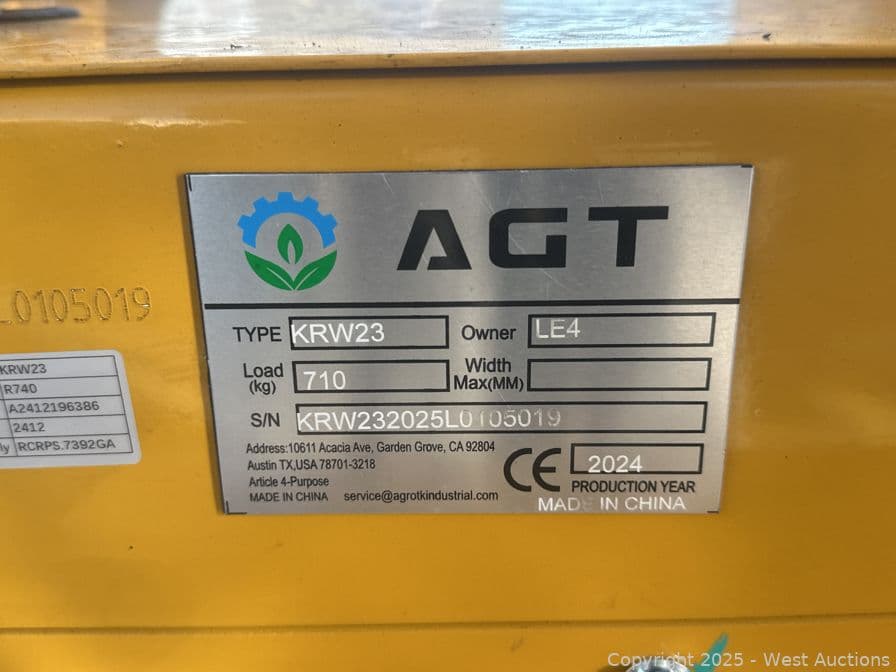 AGT
TYPE KRW23 Owner LE4
Load (kg) 710 Width Max(MM)
S/N KRW232025L0105019
Address:10611 Acacia Ave, Garden Grove, CA 92804
Austin TX,USA 78701-3218
Article 4-Purpose
MADE IN CHINA service@agrotkindustrial.com
CE 2024
PRODUCTION YEAR
MADE IN CHINA
L0105019
KRW23
R740
A2412196386
2412
ly RCRPS.7392GA
Copyright 2025 - West Auctions